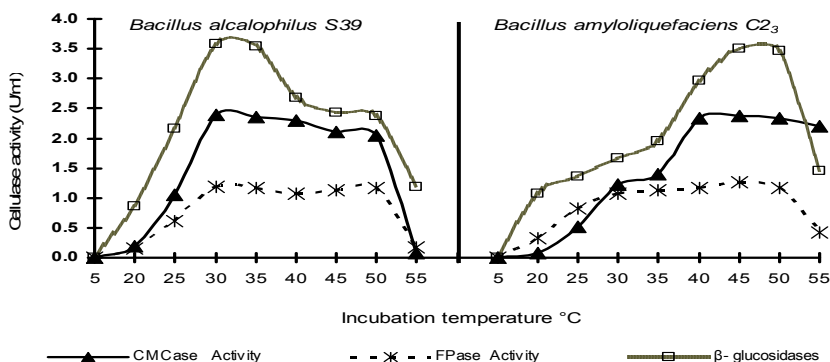 Bacillus alcalophilus S39 Bacillus amyloliquefaciens C2₃
4.0
3.5
3.0
2.5
2.0
1.5
1.0
0.5
0.0
Cellulase activity (U/ml)
5 20 25 30 35 40 45 50 55 5 20 25 30 35 40 45 50 55
Incubation temperature °C
CMCase Activity FPase Activity β- glucosidases